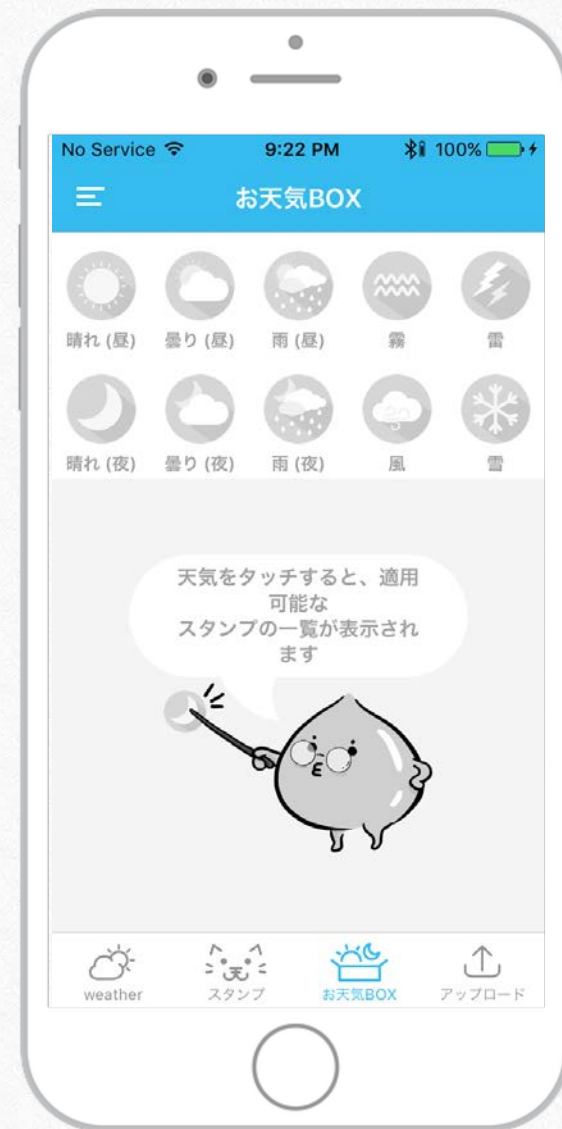 No Service 9:22 PM 100%
お天気BOX
晴れ (昼) 曇り (昼) 雨 (昼) 霧 雷
晴れ (夜) 曇り (夜) 雨 (夜) 風 雪
天気をタッチすると、適用
可能な
スタンプの一覧が表示され
ます
weather スタンプ お天気BOX アップロード